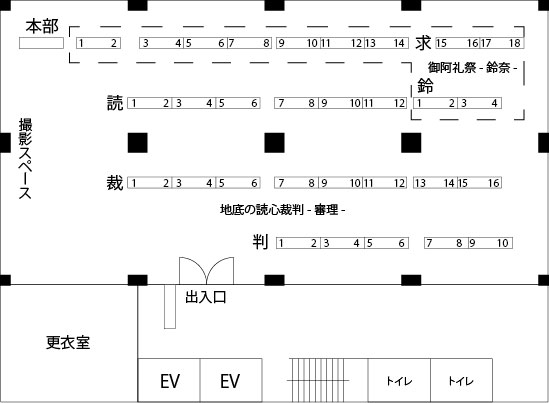 本部
1 2 3 4 5 6 7 8 9 10 11 12 13 14 求 15 16 17 18
御阿礼祭 - 鈴奈 -
鈴
読 1 2 3 4 5 6 7 8 9 10 11 12 1 2 3 4
撮影スペース
裁 1 2 3 4 5 6 7 8 9 10 11 12 13 14 15 16
地底の読心裁判 - 審理 -
判 1 2 3 4 5 6 7 8 9 10
出入口
更衣室
EV EV トイレ トイレ